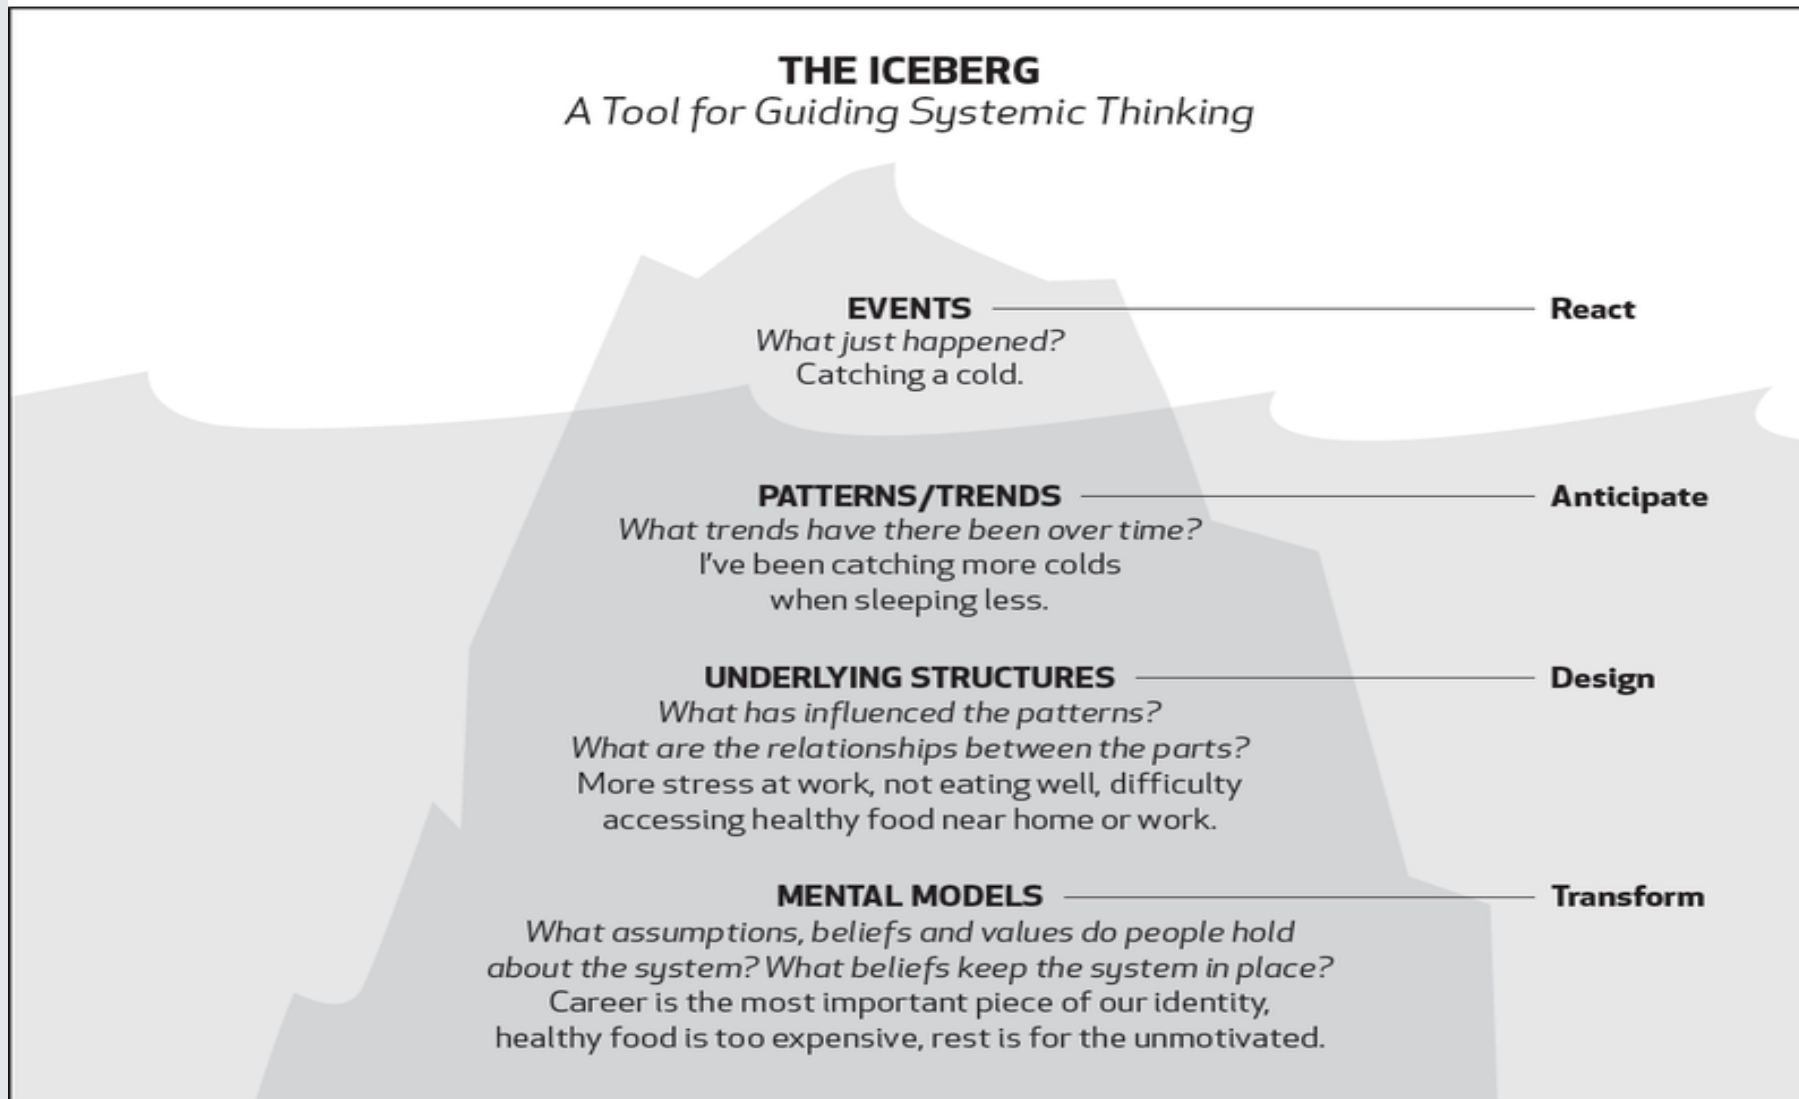 THE ICEBERG
A Tool for Guiding Systemic Thinking
EVENTS
React
What just happened?
Catching a cold.
PATTERNS/TRENDS
Anticipate
What trends have there been over time?
I've been catching more colds
when sleeping less.
UNDERLYING STRUCTURES
Design
What has influenced the patterns?
What are the relationships between the parts?
More stress at work, not eating well, difficulty
accessing healthy food near home or work.
MENTAL MODELS
Transform
What assumptions, beliefs and values do people hold
about the system? What beliefs keep the system in place?
Career is the most important piece of our identity,
healthy food is too expensive, rest is for the unmotivated.